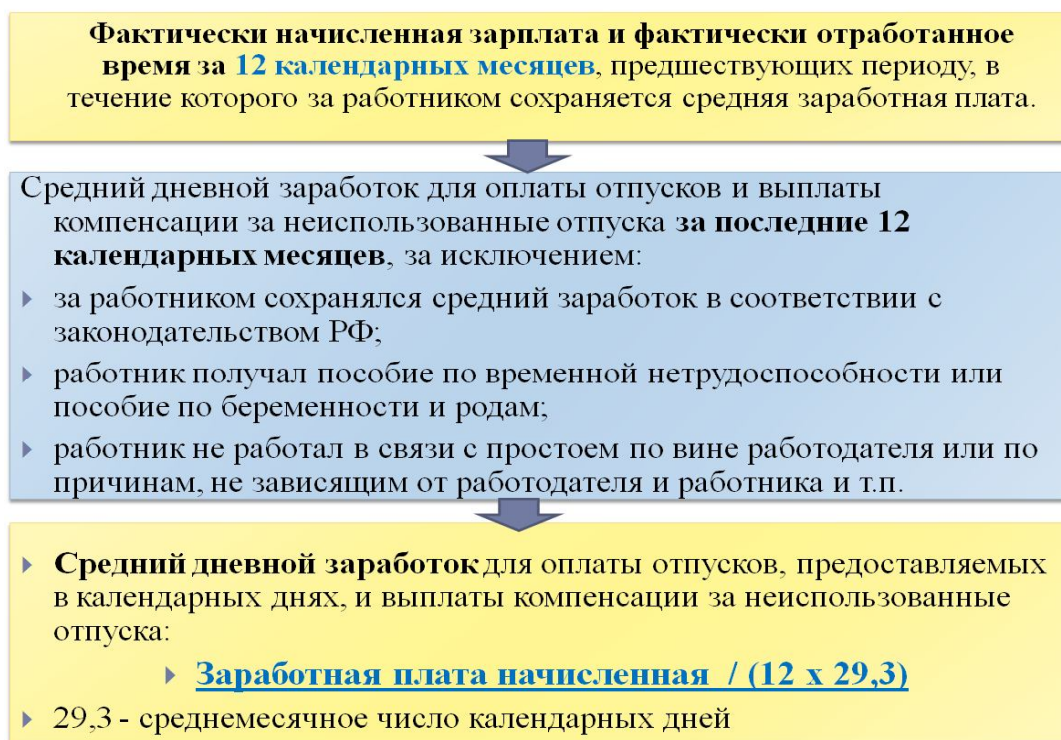 Фактически начисленная зарплата и фактически отработанное
время за 12 календарных месяцев, предшествующих периоду, в
течение которого за работником сохраняется средняя заработная плата.
Средний дневной заработок для оплаты отпусков и выплаты
компенсации за неиспользованные отпуска за последние 12
календарных месяцев, за исключением:
за работником сохранялся средний заработок в соответствии с
законодательством РФ;
работник получал пособие по временной нетрудоспособности или
пособие по беременности и родам;
работник не работал в связи с простоем по вине работодателя или по
причинам, не зависящим от работодателя и работника и т.п.
Средний дневной заработок для оплаты отпусков, предоставляемых
в календарных днях, и выплаты компенсации за неиспользованные
отпуска:
Заработная плата начисленная / (12 х 29,3)
29,3 - среднемесячное число календарных дней